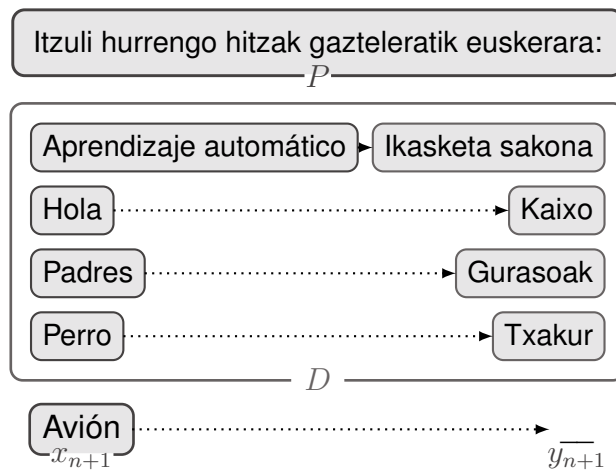 Itzuli hurrengo hitzak gazteleratik euskerara:
P
Aprendizaje automático Ikasketa sakona
Hola Kaixo
Padres Gurasoak
Perro Txakur
D
Avión
x_{n+1} y_{n+1}